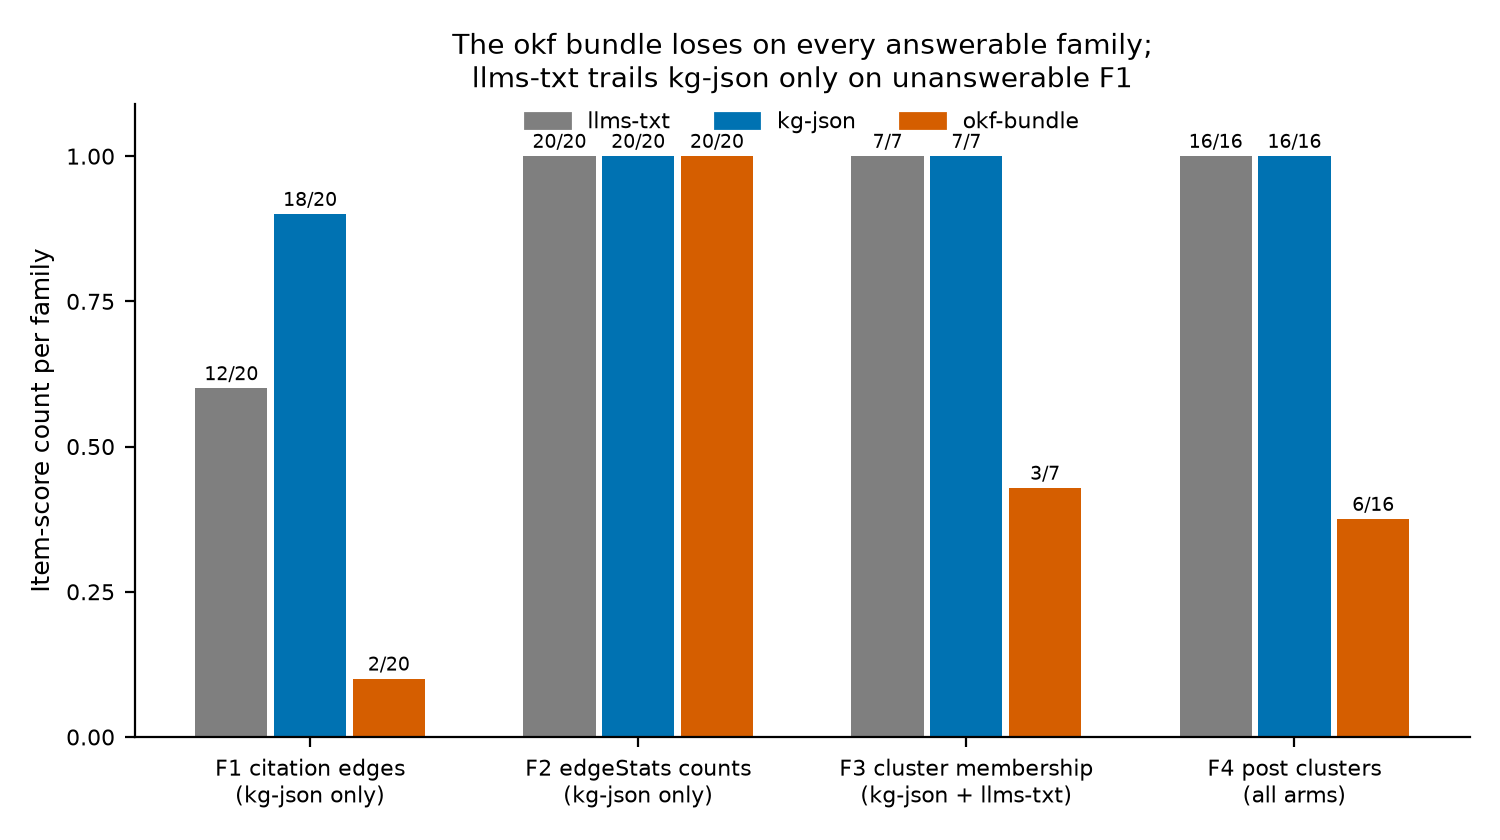 The okf bundle loses on every answerable family;
llms-txt trails kg-json only on unanswerable F1
llms-txt kg-json okf-bundle
Item-score count per family
1.00
0.75
0.50
0.25
0.00
12/20 18/20 2/20
20/20 20/20 20/20
7/7 7/7 3/7
16/16 16/16 6/16
F1 citation edges
(kg-json only)
F2 edgeStats counts
(kg-json only)
F3 cluster membership
(kg-json + llms-txt)
F4 post clusters
(all arms)